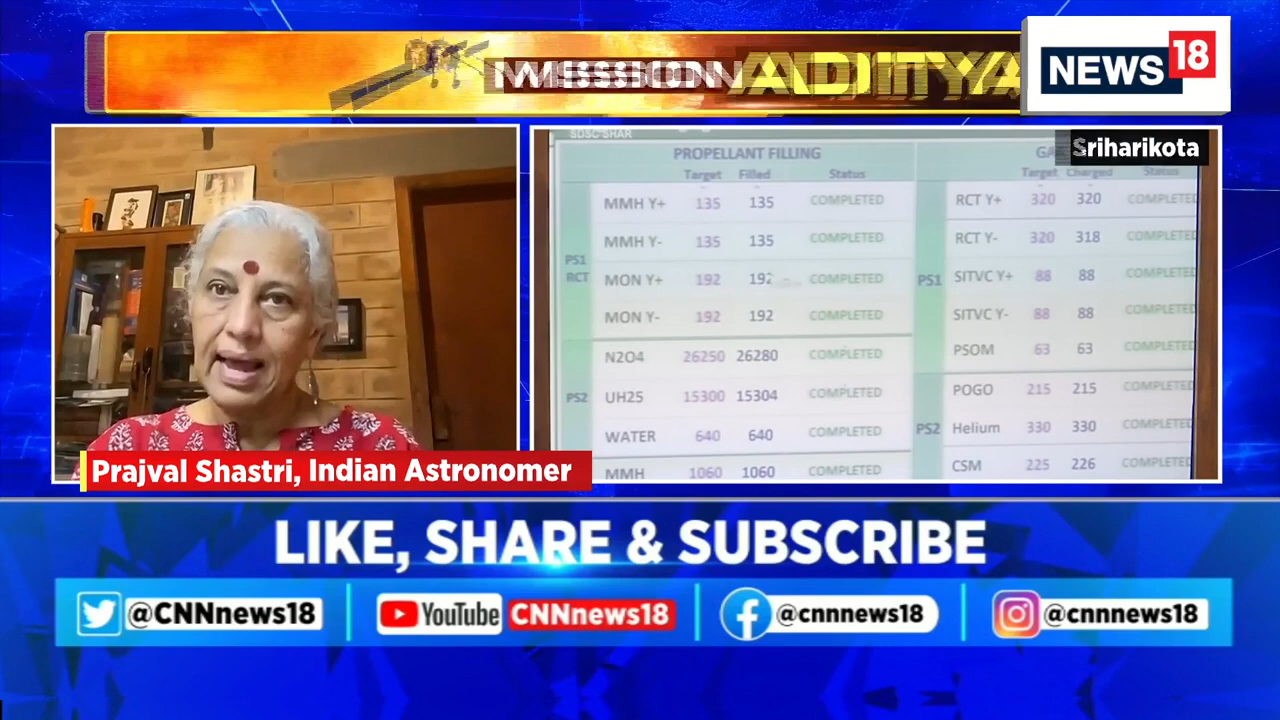 MISSION ADITYA
NEWS 18
SDSC SHAR
Sriharikota
PROPELLANT FILLING
Target Filled Status
PS1 RCT
MMH Y+ 135 135 COMPLETED
MMH Y- 135 135 COMPLETED
MON Y+ 192 192 COMPLETED
MON Y- 192 192 COMPLETED
PS2
N2O4 26250 26280 COMPLETED
UH25 15300 15304 COMPLETED
WATER 640 640 COMPLETED
MMH 1060 1060 COMPLETED
Target Charged Status
PS1
RCT Y+ 320 320 COMPLETED
RCT Y- 320 318 COMPLETED
SITVC Y+ 88 88 COMPLETED
SITVC Y- 88 88 COMPLETED
PSOM 63 63 COMPLETED
PS2
POGO 215 215 COMPLETED
Helium 330 330 COMPLETED
CSM 225 226 COMPLETED
Prajval Shastri, Indian Astronomer
LIKE, SHARE & SUBSCRIBE
@CNNnews18 YouTube CNNnews18 @cnnnews18 @cnnnews18